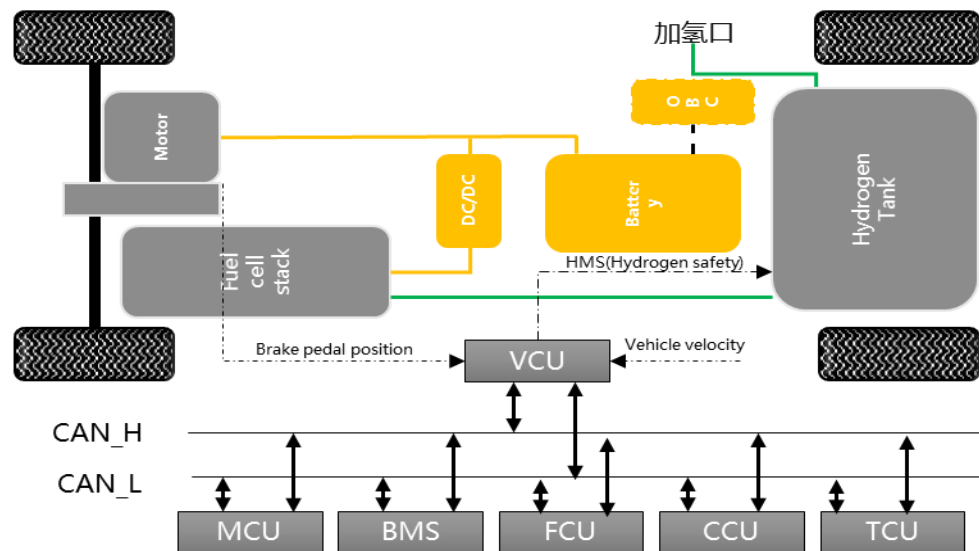 加氢口
OBC
Motor
DC/DC
Batter
y
Hydrogen
Tank
Fuel
cell
stack
HMS(Hydrogen safety)
Brake pedal position
VCU
Vehicle velocity
CAN_H
CAN_L
MCU
BMS
FCU
CCU
TCU